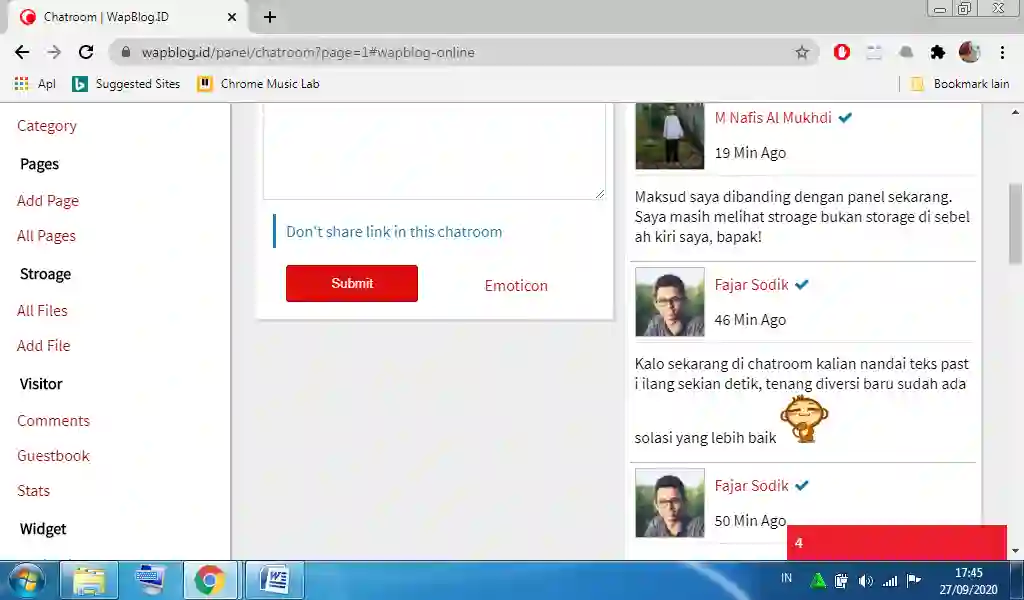 Chatroom | WapBlog.ID
wapblog.id/panel/chatroom?page=1#wapblog-online
Apl
Suggested Sites
Chrome Music Lab
Bookmark lain
Category
Pages
Add Page
All Pages
Stroage
All Files
Add File
Visitor
Comments
Guestbook
Stats
Widget
Don't share link in this chatroom
Submit
Emoticon
M Nafis Al Mukhdi
19 Min Ago
Maksud saya dibanding dengan panel sekarang.
Saya masih melihat stroage bukan storage di sebel
ah kiri saya, bapak!
Fajar Sodik
46 Min Ago
Kalo sekarang di chatroom kalian nandai teks past
i ilang sekian detik, tenang diversi baru sudah ada
solasi yang lebih baik
Fajar Sodik
50 Min Ago
4
IN
17:45
27/09/2020